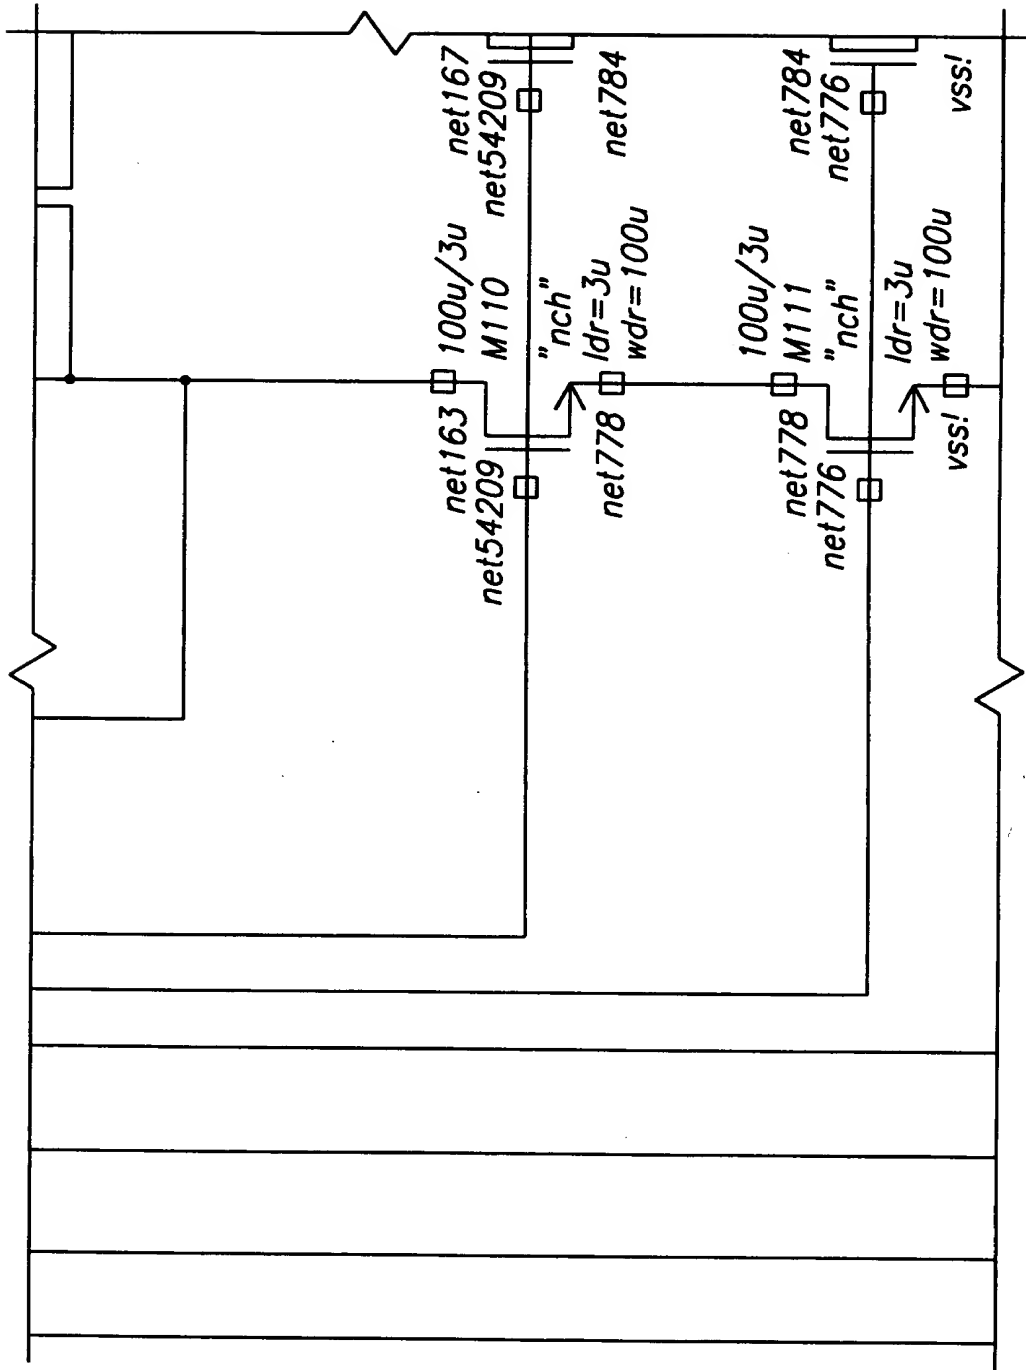 net167
net54209
net784
net784
net776
vss!
100u/3u
M110
"nch"
ldr=3u
wdr=100u
100u/3u
M111
"nch"
ldr=3u
wdr=100u
net163
net54209
net778
net778
net776
vss!